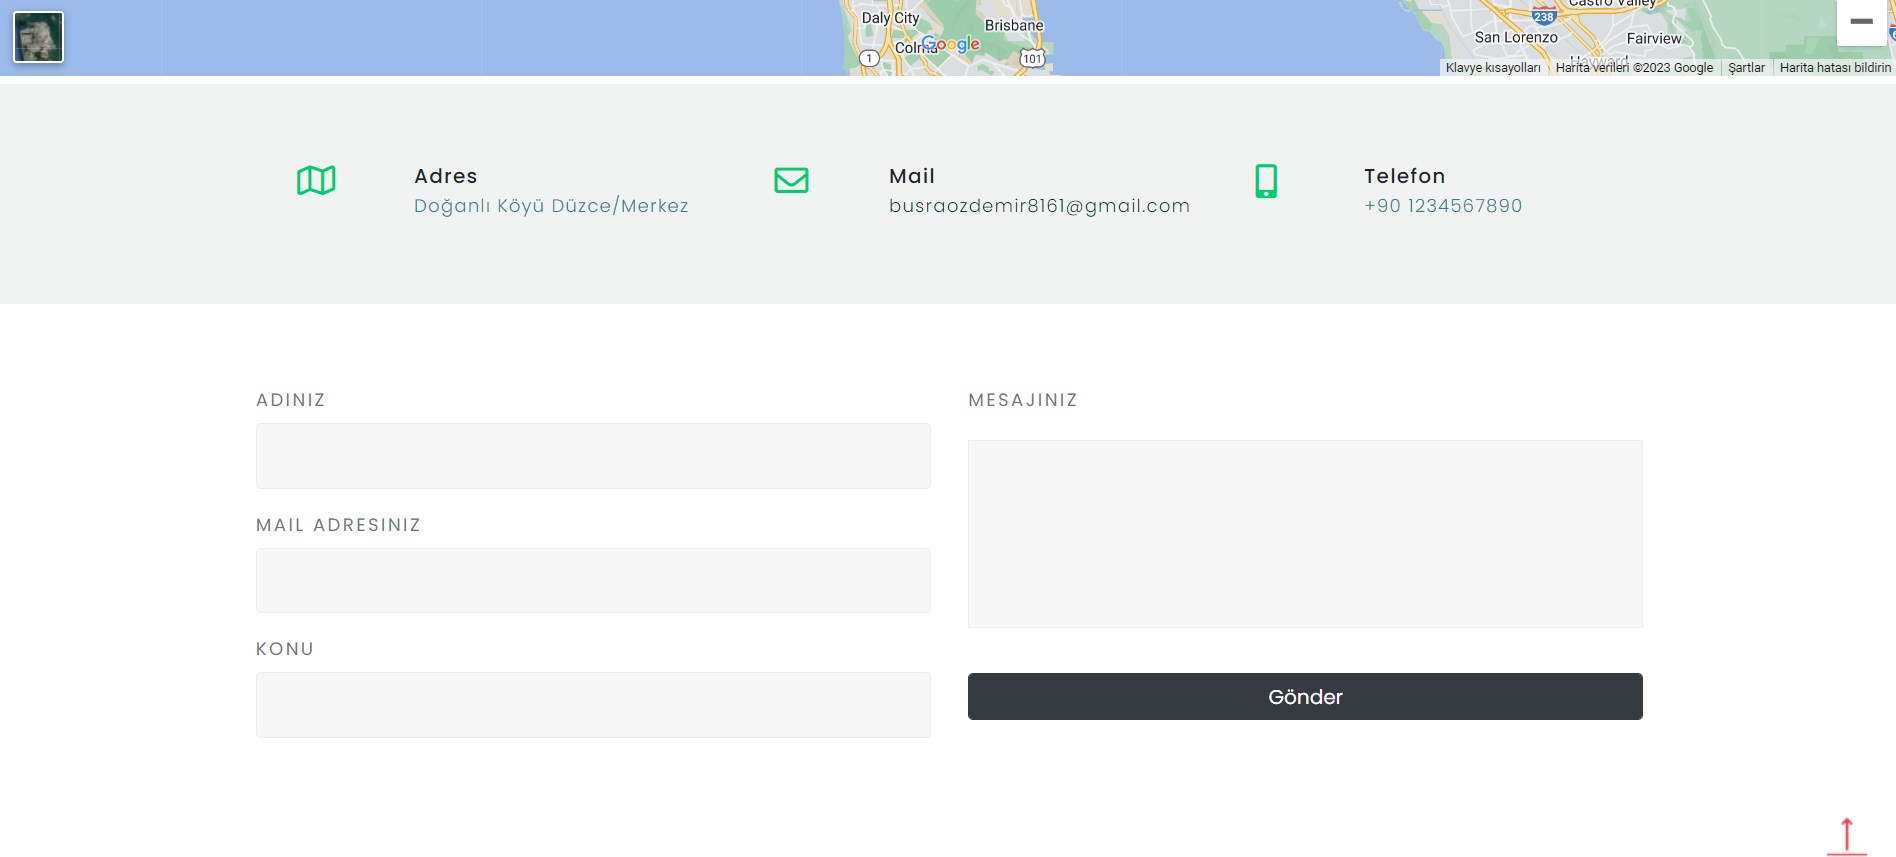 Daly City
Brisbane
Colma
Google
1
101
238
Castro Valley
San Lorenzo
Fairview
Hayward
Klavye kısayolları
Harita verileri ©2023 Google
Şartlar
Harita hatası bildirin
Adres
Doğanlı Köyü Düzce/Merkez
Mail
busraozdemir8161@gmail.com
Telefon
+90 1234567890
ADINIZ
MAIL ADRESINIZ
KONU
MESAJINIZ
Gönder